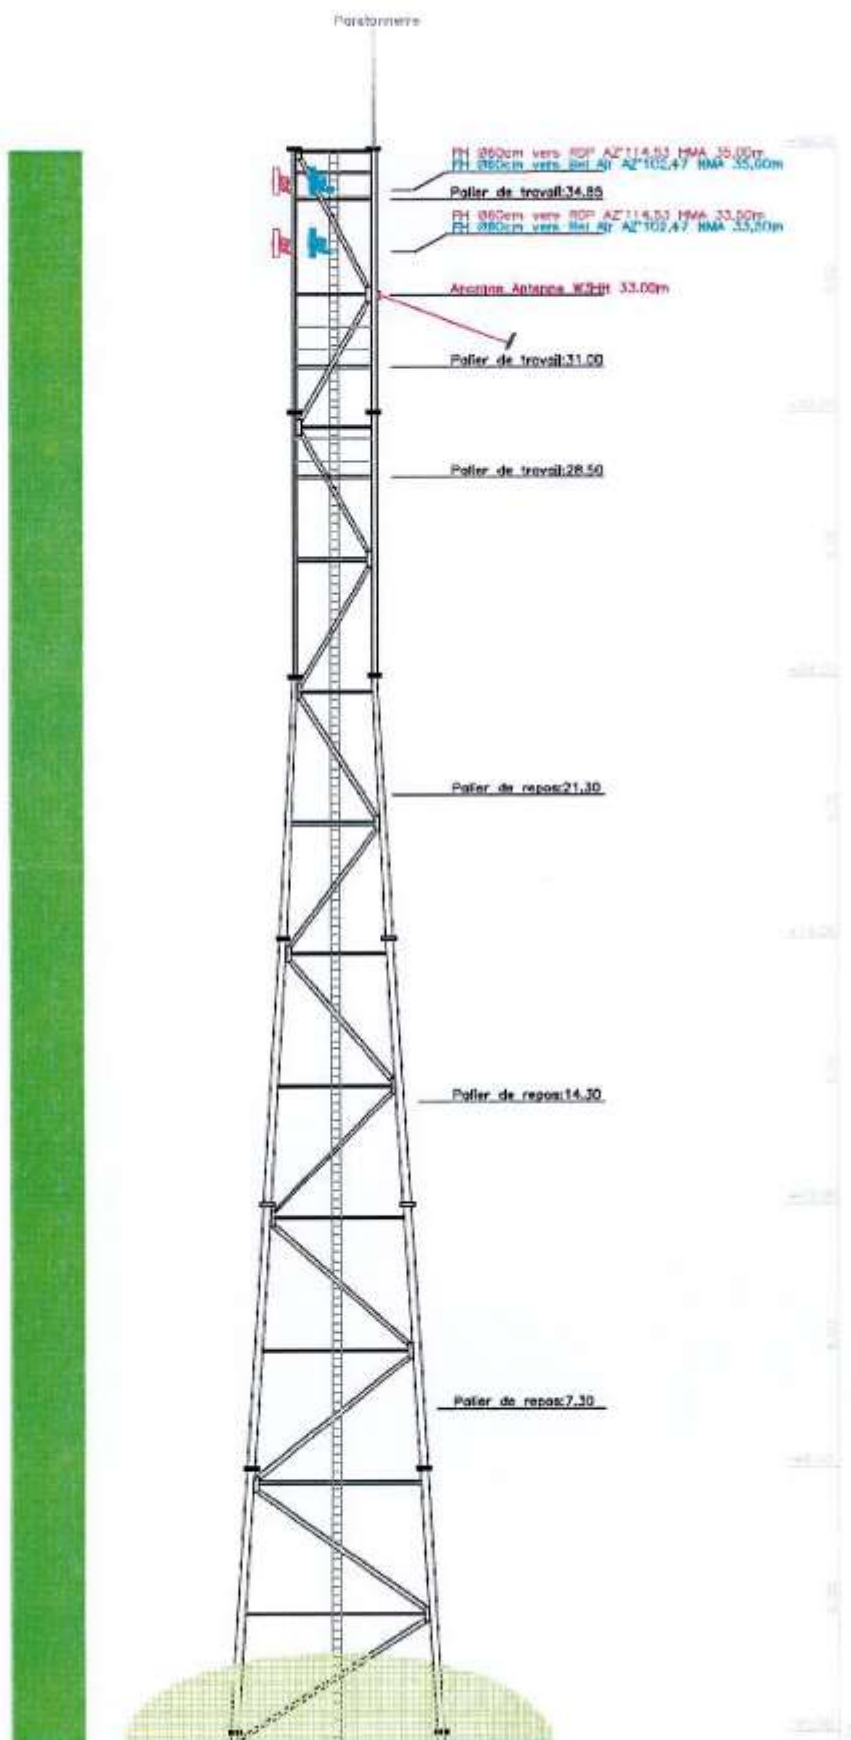 Paratonnerre
FH Ø60cm vers RDP AZ°114,53 HMA 35,00m
FH Ø60cm vers Bel Air AZ°102,47 HMA 35,00m
Palier de travail:34.85
FH Ø60cm vers RDP AZ°114,53 HMA 33,50m
FH Ø60cm vers Bel Air AZ°102,47 HMA 33,50m
Antenne 33.00m
Palier de travail:31.00
Palier de travail:28.50
Palier de repos:21.30
Palier de repos:14.30
Palier de repos:7.30